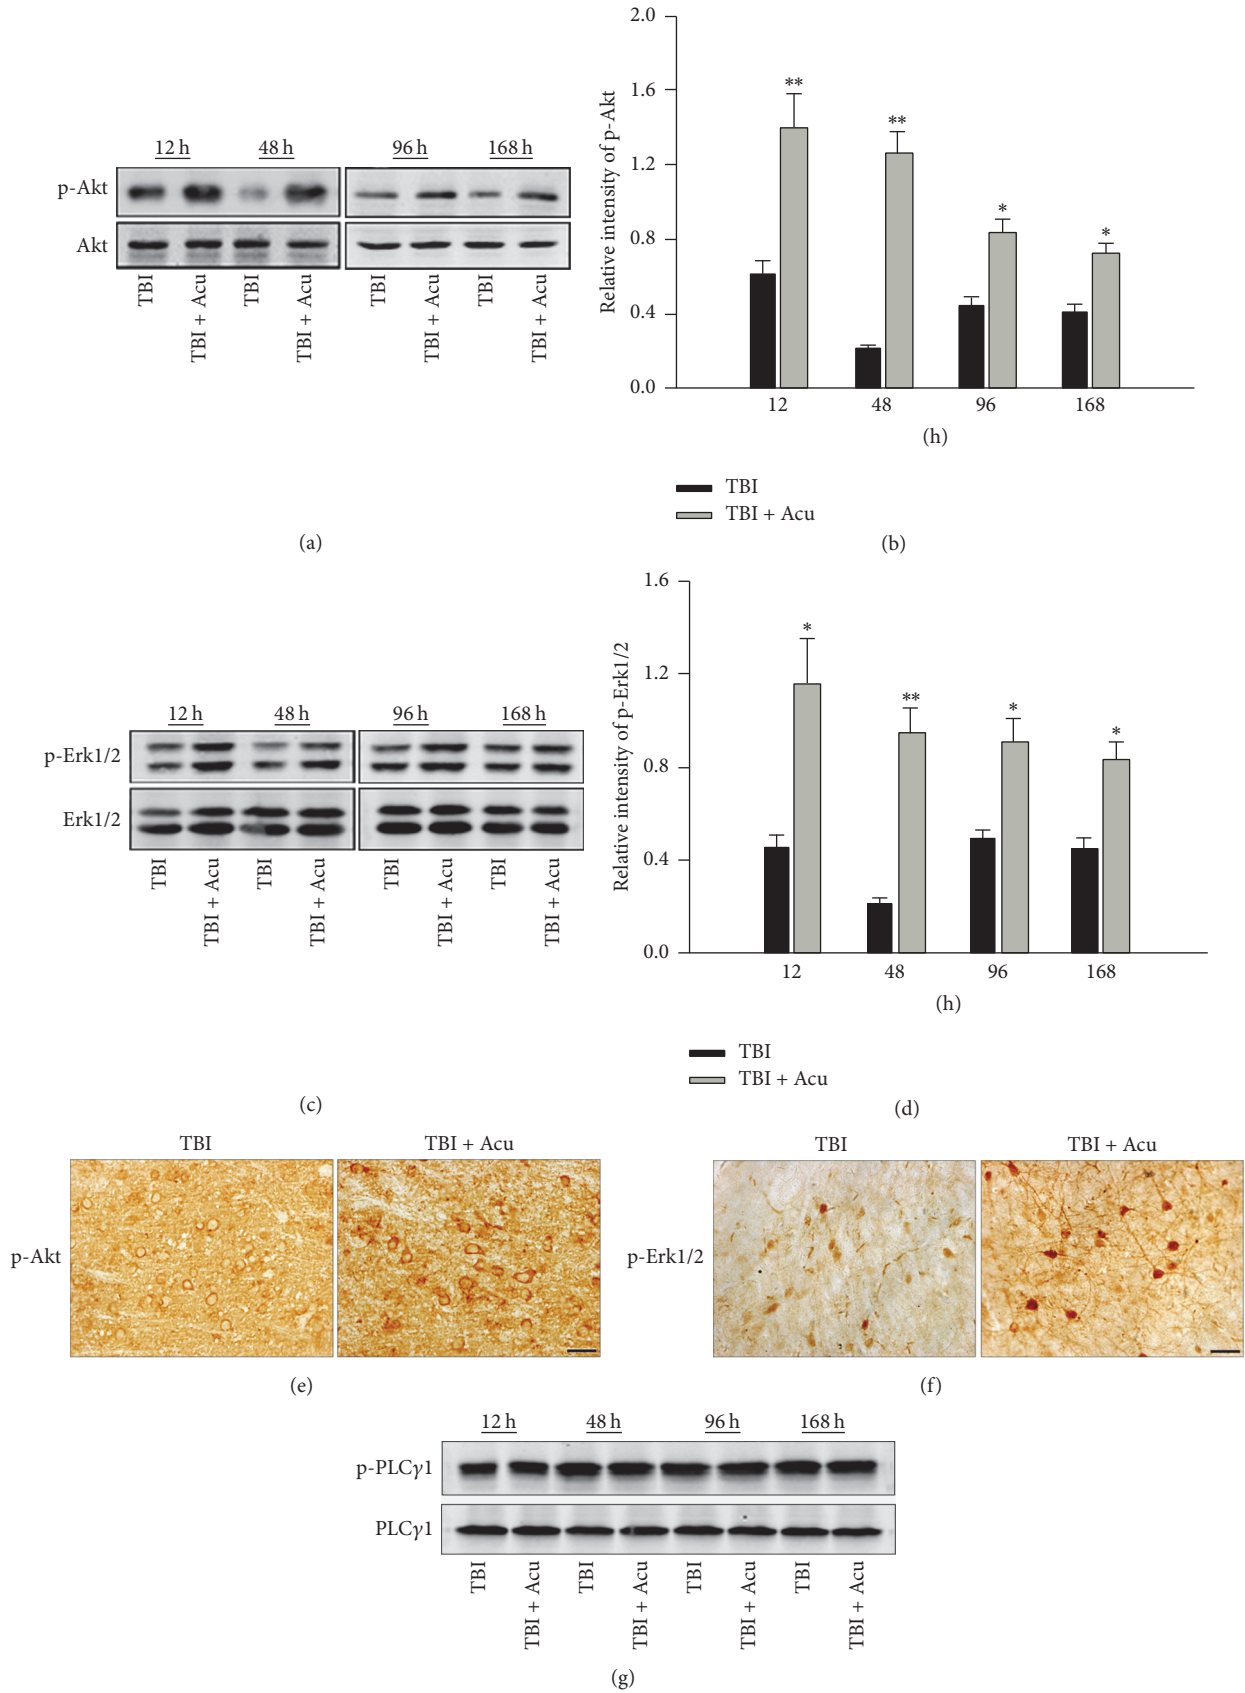 12 h 48 h 96 h 168 h
p-Akt
Akt
TBI
TBI + Acu
TBI
TBI + Acu
TBI
TBI + Acu
TBI
TBI + Acu
(a)
Relative intensity of p-Akt
2.0
1.6
1.2
0.8
0.4
0.0
**
**
*
*
12 48 96 168
(h)
TBI
TBI + Acu
(b)
12 h 48 h 96 h 168 h
p-Erk1/2
Erk1/2
TBI
TBI + Acu
TBI
TBI + Acu
TBI
TBI + Acu
TBI
TBI + Acu
(c)
Relative intensity of p-Erk1/2
1.6
1.2
0.8
0.4
0.0
*
**
*
*
12 48 96 168
(h)
TBI
TBI + Acu
(d)
TBI TBI + Acu
p-Akt
(e)
TBI TBI + Acu
p-Erk1/2
(f)
12 h 48 h 96 h 168 h
p-PLCγ1
PLCγ1
TBI
TBI + Acu
TBI
TBI + Acu
TBI
TBI + Acu
TBI
TBI + Acu
(g)